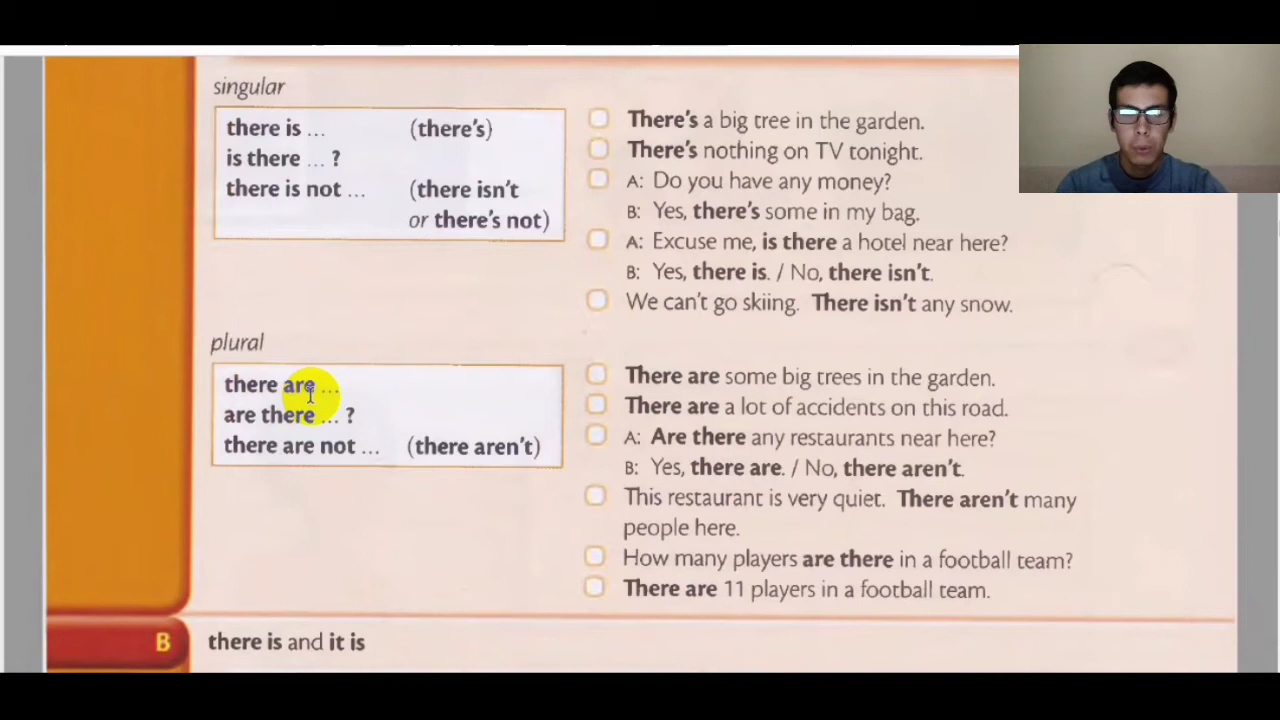 singular
there is ... (there's)
is there ... ?
there is not ... (there isn't
or there's not)
There's a big tree in the garden.
There's nothing on TV tonight.
A: Do you have any money?
B: Yes, there's some in my bag.
A: Excuse me, is there a hotel near here?
B: Yes, there is. / No, there isn't.
We can't go skiing. There isn't any snow.
plural
there are ...
are there ... ?
there are not ... (there aren't)
There are some big trees in the garden.
There are a lot of accidents on this road.
A: Are there any restaurants near here?
B: Yes, there are. / No, there aren't.
This restaurant is very quiet. There aren't many
people here.
How many players are there in a football team?
There are 11 players in a football team.
B there is and it is